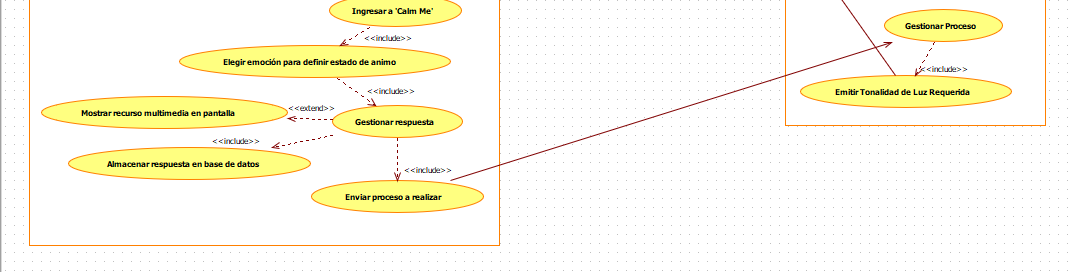 Ingresar a 'Calm Me'
<<include>>
Elegir emoción para definir estado de animo
<<include>>
Mostrar recurso multimedia en pantalla
<<extend>>
Gestionar respuesta
<<include>>
Almacenar respuesta en base de datos
<<include>>
Enviar proceso a realizar
Gestionar Proceso
<<include>>
Emitir Tonalidad de Luz Requerida